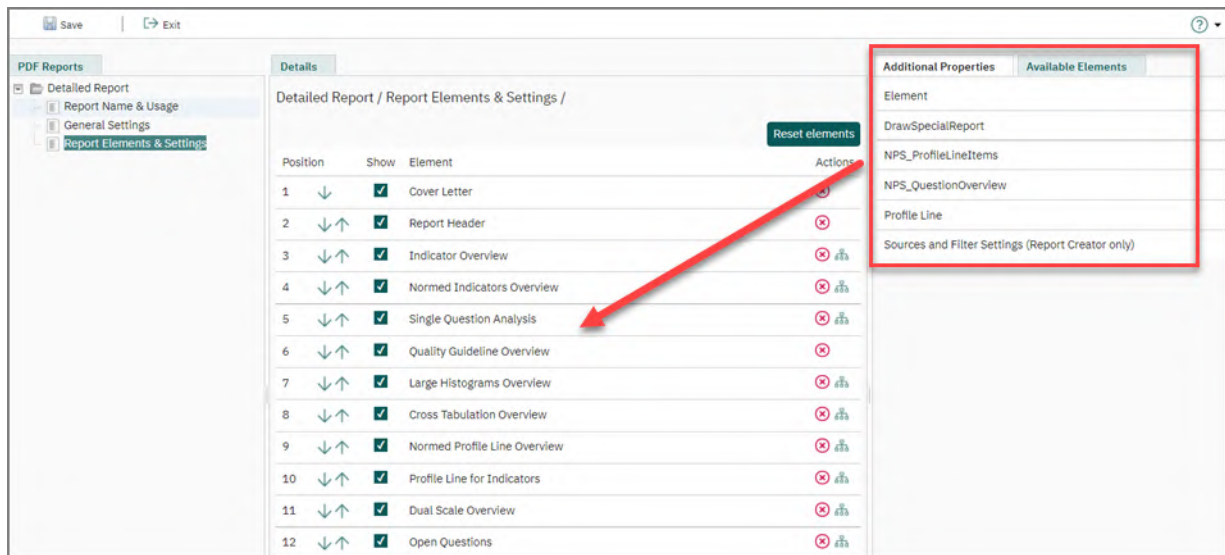 Save | Exit
?
PDF Reports
Detailed Report
Report Name & Usage
General Settings
Report Elements & Settings
Details
Detailed Report / Report Elements & Settings /
Reset elements
Position Show Element Actions
1 Cover Letter
2 Report Header
3 Indicator Overview
4 Normed Indicators Overview
5 Single Question Analysis
6 Quality Guideline Overview
7 Large Histograms Overview
8 Cross Tabulation Overview
9 Normed Profile Line Overview
10 Profile Line for Indicators
11 Dual Scale Overview
12 Open Questions
Additional Properties Available Elements
Element
DrawSpecialReport
NPS_ProfileLineItems
NPS_QuestionOverview
Profile Line
Sources and Filter Settings (Report Creator only)